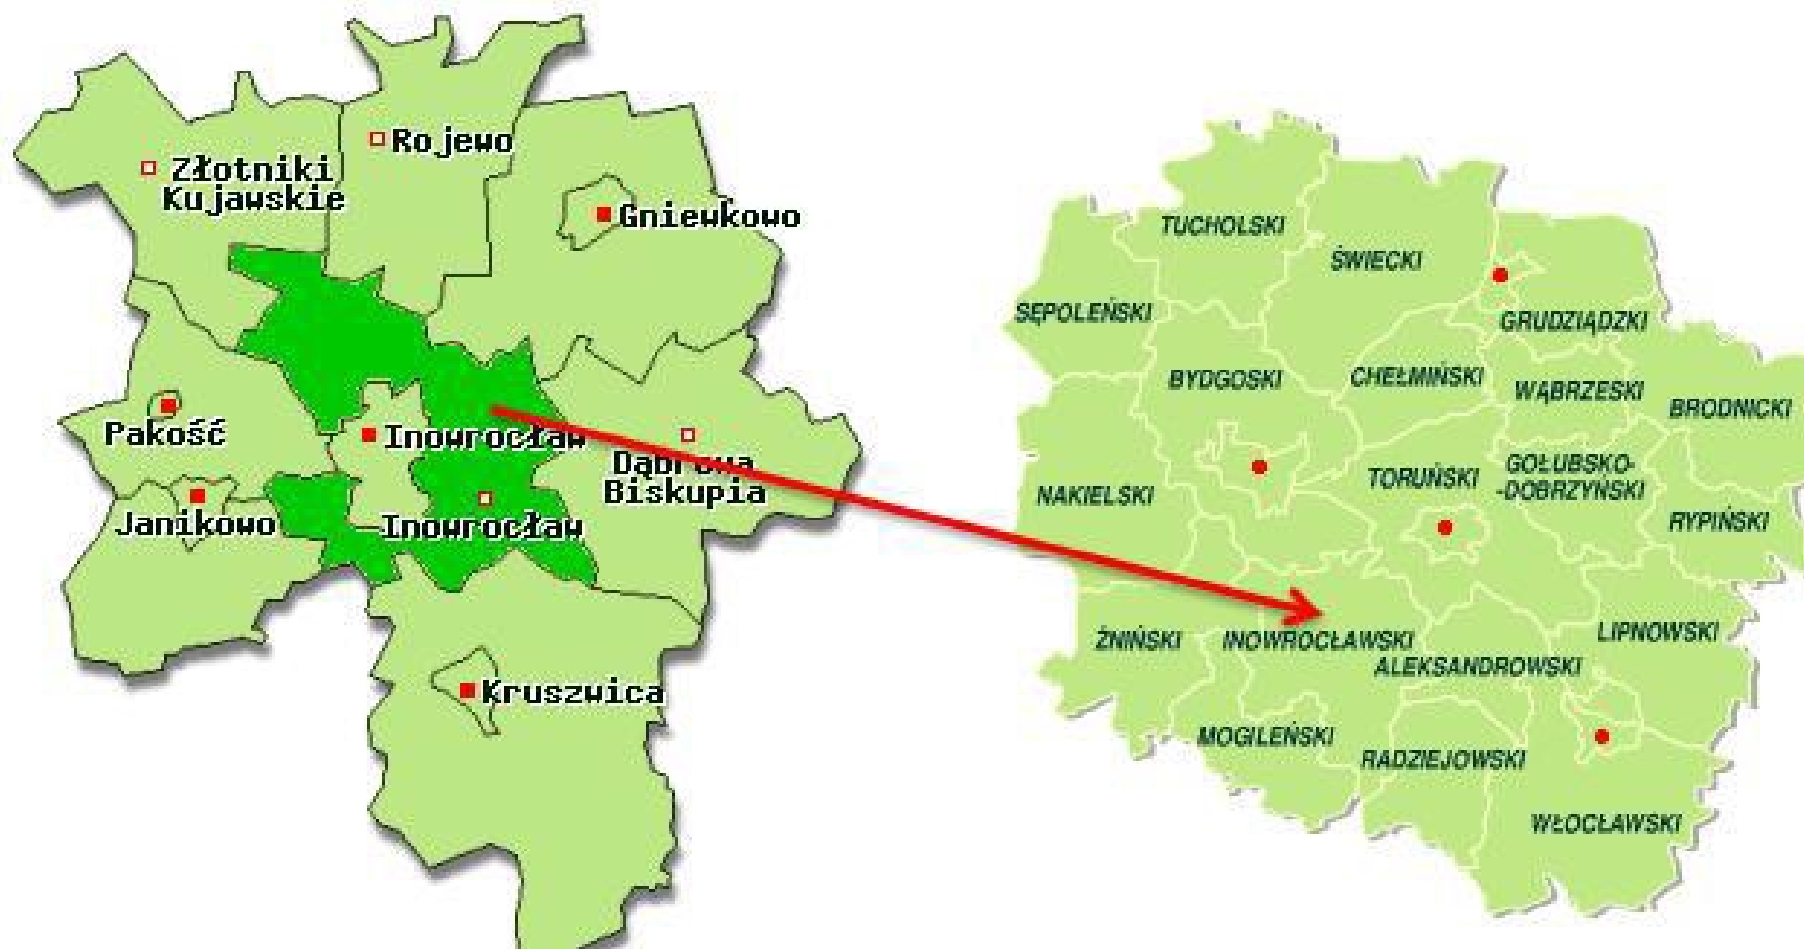 Rojewo
Złotniki
Kujawskie
Gniewkowo
Pakość
Inowrocław
Dąbrowa
Biskupia
Janikowo
Inowrocław
Kruszwica
TUCHOLSKI
ŚWIECKI
SĘPOLEŃSKI
GRUDZIĄDZKI
BYDGOSKI
CHEŁMIŃSKI
WĄBRZESKI
BRODNICKI
NAKIELSKI
TORUŃSKI
GOŁUBSKO-
-DOBRZYŃSKI
RYPIŃSKI
ŻNIŃSKI
INOWROCŁAWSKI
LIPNOWSKI
ALEKSANDROWSKI
MOGILEŃSKI
RADZIEJOWSKI
WŁOCŁAWSKI